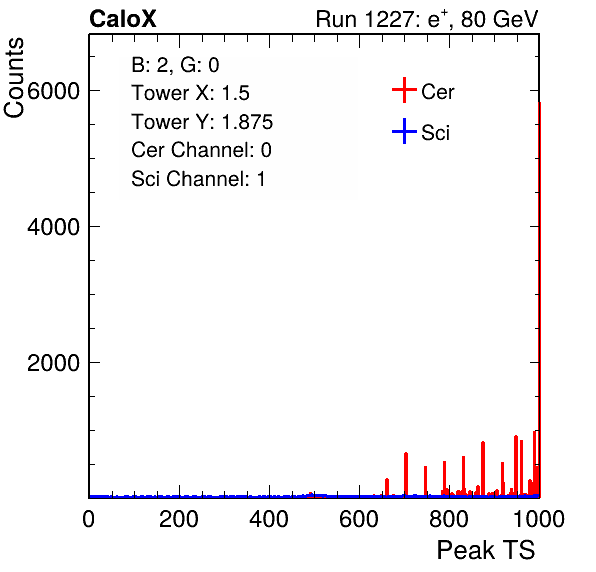 CaloX Run 1227: e⁺, 80 GeV
B: 2, G: 0
Tower X: 1.5
Tower Y: 1.875
Cer Channel: 0
Sci Channel: 1
Cer
Sci
Counts
6000
4000
2000
0 200 400 600 800 1000
Peak TS